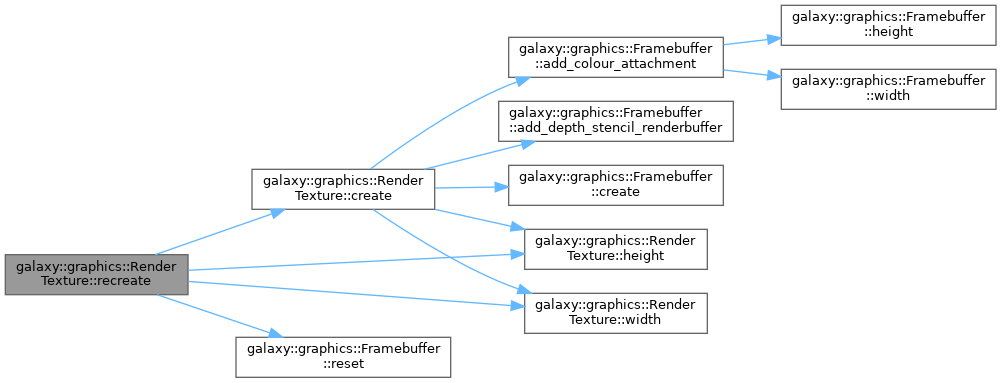 galaxy::graphics::Framebuffer
::height
galaxy::graphics::Framebuffer
::add_colour_attachment
galaxy::graphics::Framebuffer
::width
galaxy::graphics::Framebuffer
::add_depth_stencil_renderbuffer
galaxy::graphics::Render
Texture::create
galaxy::graphics::Framebuffer
::create
galaxy::graphics::Render
Texture::height
galaxy::graphics::Render
Texture::recreate
galaxy::graphics::Render
Texture::width
galaxy::graphics::Framebuffer
::reset